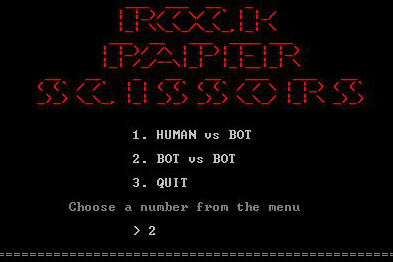 ROCK
PAPER
SCISSORS
1. HUMAN vs BOT
2. BOT vs BOT
3. QUIT
Choose a number from the menu
> 2